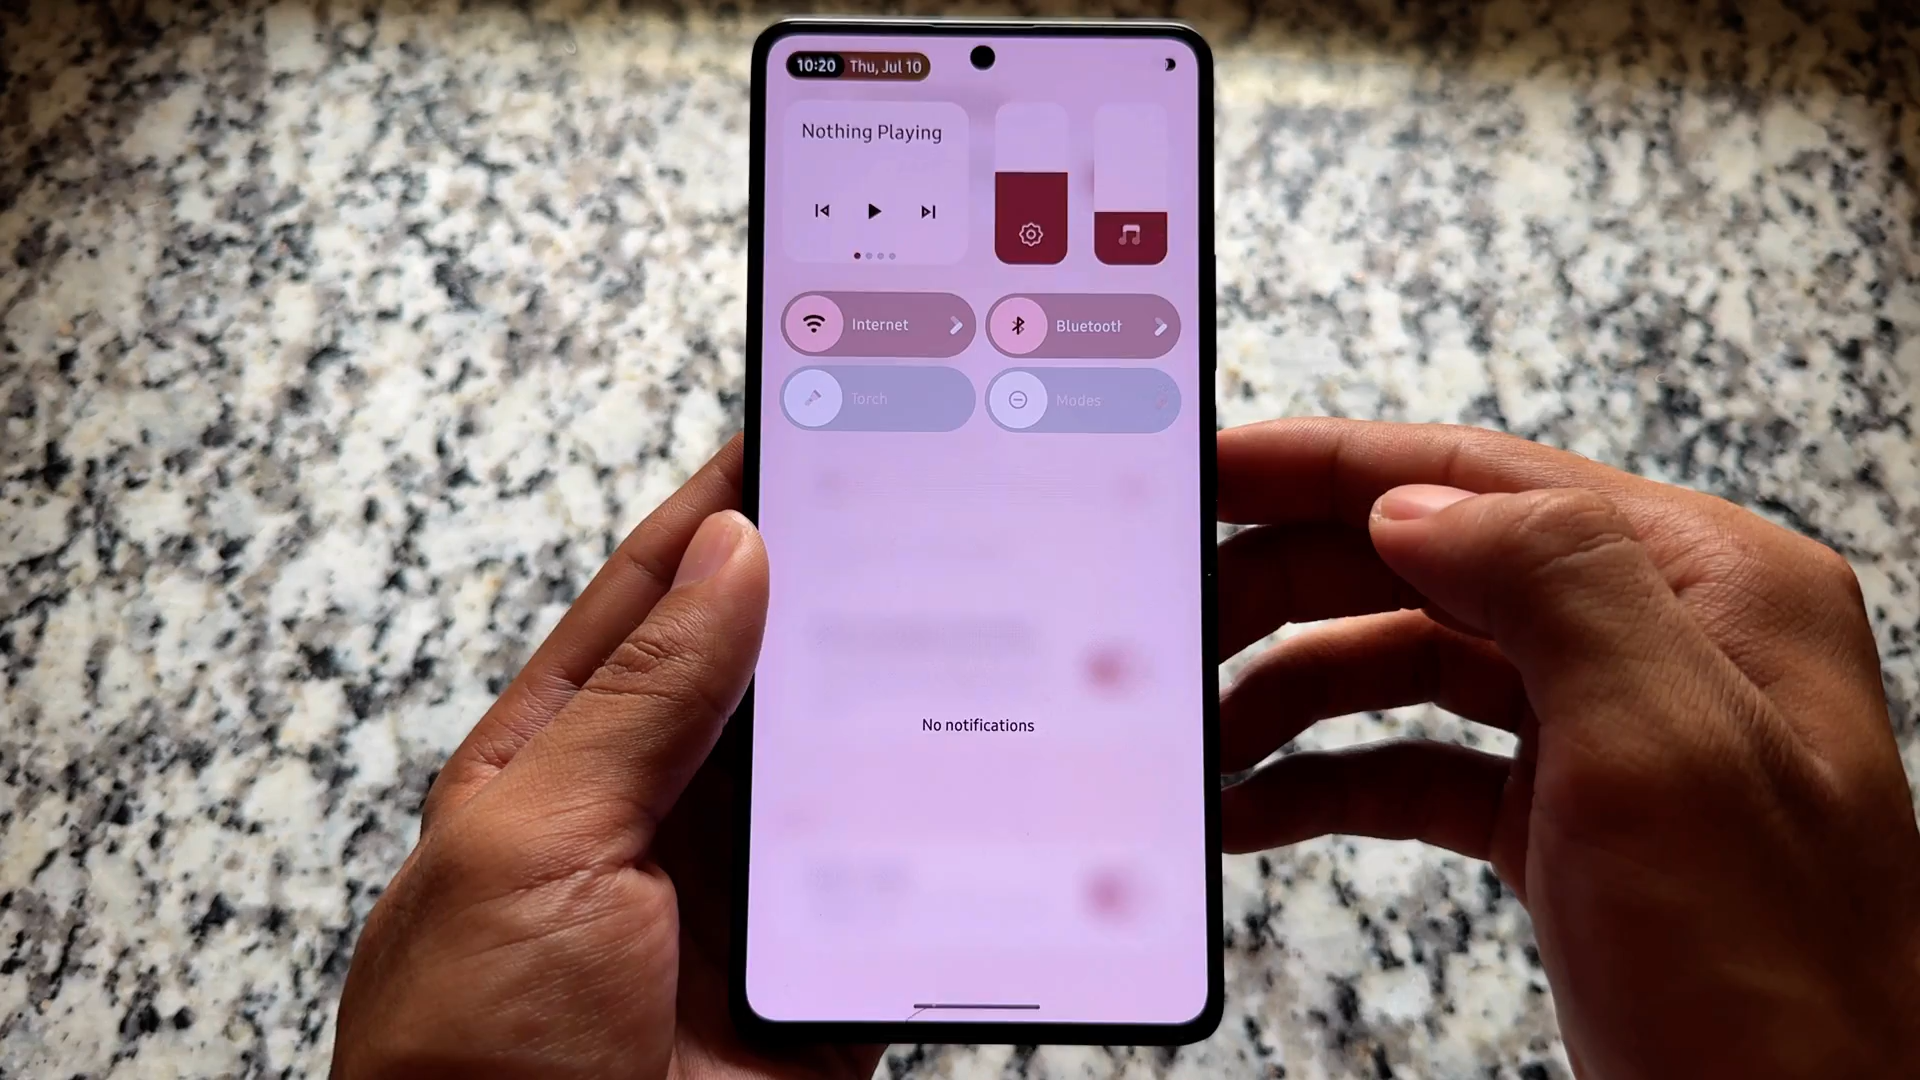 10:20 Thu, Jul 10
Nothing Playing
Internet
Bluetooth
Torch
Modes
No notifications